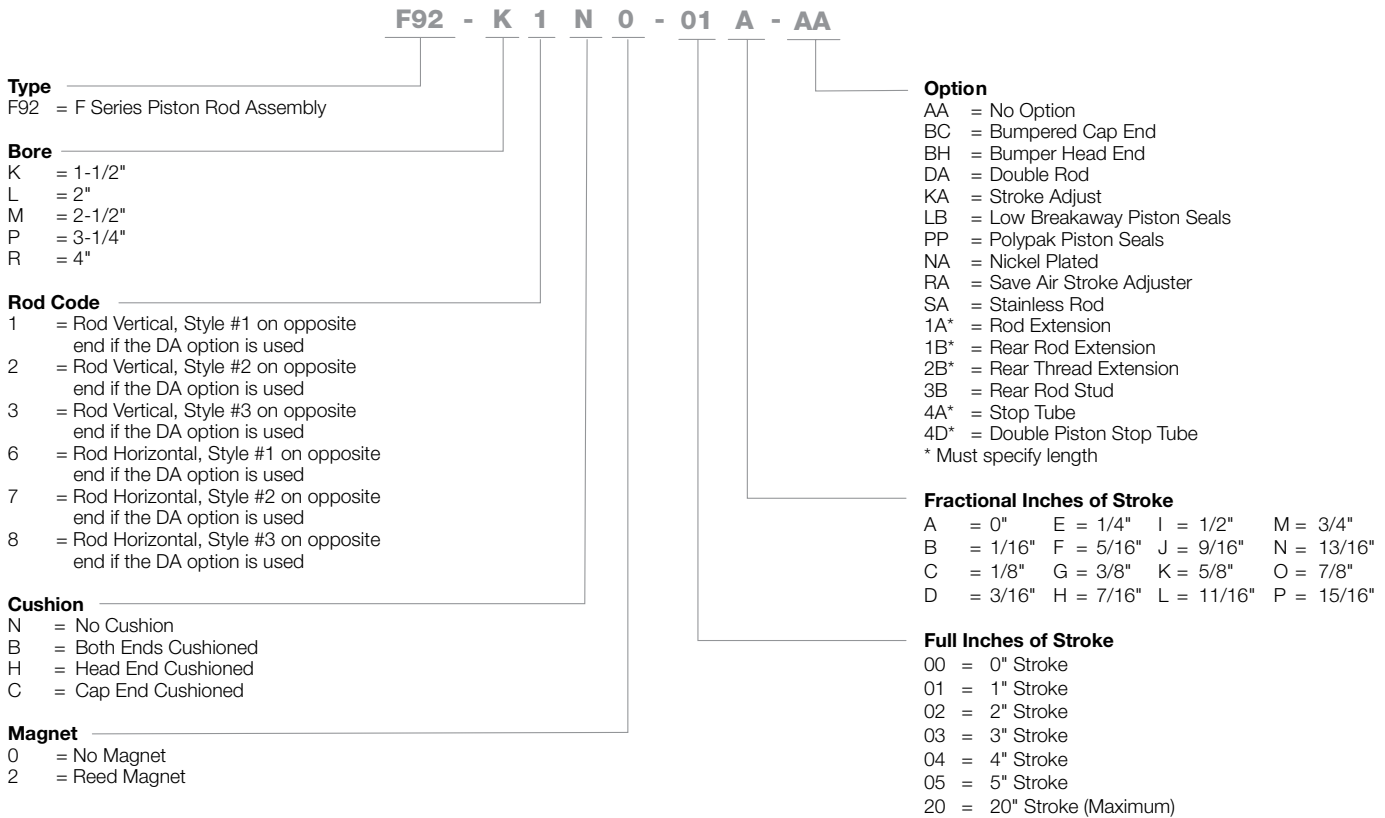 F92 - K 1 N 0 - 01 A - AA
Type
F92 = F Series Piston Rod Assembly
Bore
K = 1-1/2"
L = 2"
M = 2-1/2"
P = 3-1/4"
R = 4"
Rod Code
1 = Rod Vertical, Style #1 on opposite
end if the DA option is used
2 = Rod Vertical, Style #2 on opposite
end if the DA option is used
3 = Rod Vertical, Style #3 on opposite
end if the DA option is used
6 = Rod Horizontal, Style #1 on opposite
end if the DA option is used
7 = Rod Horizontal, Style #2 on opposite
end if the DA option is used
8 = Rod Horizontal, Style #3 on opposite
end if the DA option is used
Cushion
N = No Cushion
B = Both Ends Cushioned
H = Head End Cushioned
C = Cap End Cushioned
Magnet
0 = No Magnet
2 = Reed Magnet
Option
AA = No Option
BC = Bumpered Cap End
BH = Bumper Head End
DA = Double Rod
KA = Stroke Adjust
LB = Low Breakaway Piston Seals
PP = Polypak Piston Seals
NA = Nickel Plated
RA = Save Air Stroke Adjuster
SA = Stainless Rod
1A* = Rod Extension
1B* = Rear Rod Extension
2B* = Rear Thread Extension
3B = Rear Rod Stud
4A* = Stop Tube
4D* = Double Piston Stop Tube
* Must specify length
Fractional Inches of Stroke
A = 0" E = 1/4" I = 1/2" M = 3/4"
B = 1/16" F = 5/16" J = 9/16" N = 13/16"
C = 1/8" G = 3/8" K = 5/8" O = 7/8"
D = 3/16" H = 7/16" L = 11/16" P = 15/16"
Full Inches of Stroke
00 = 0" Stroke
01 = 1" Stroke
02 = 2" Stroke
03 = 3" Stroke
04 = 4" Stroke
05 = 5" Stroke
20 = 20" Stroke (Maximum)